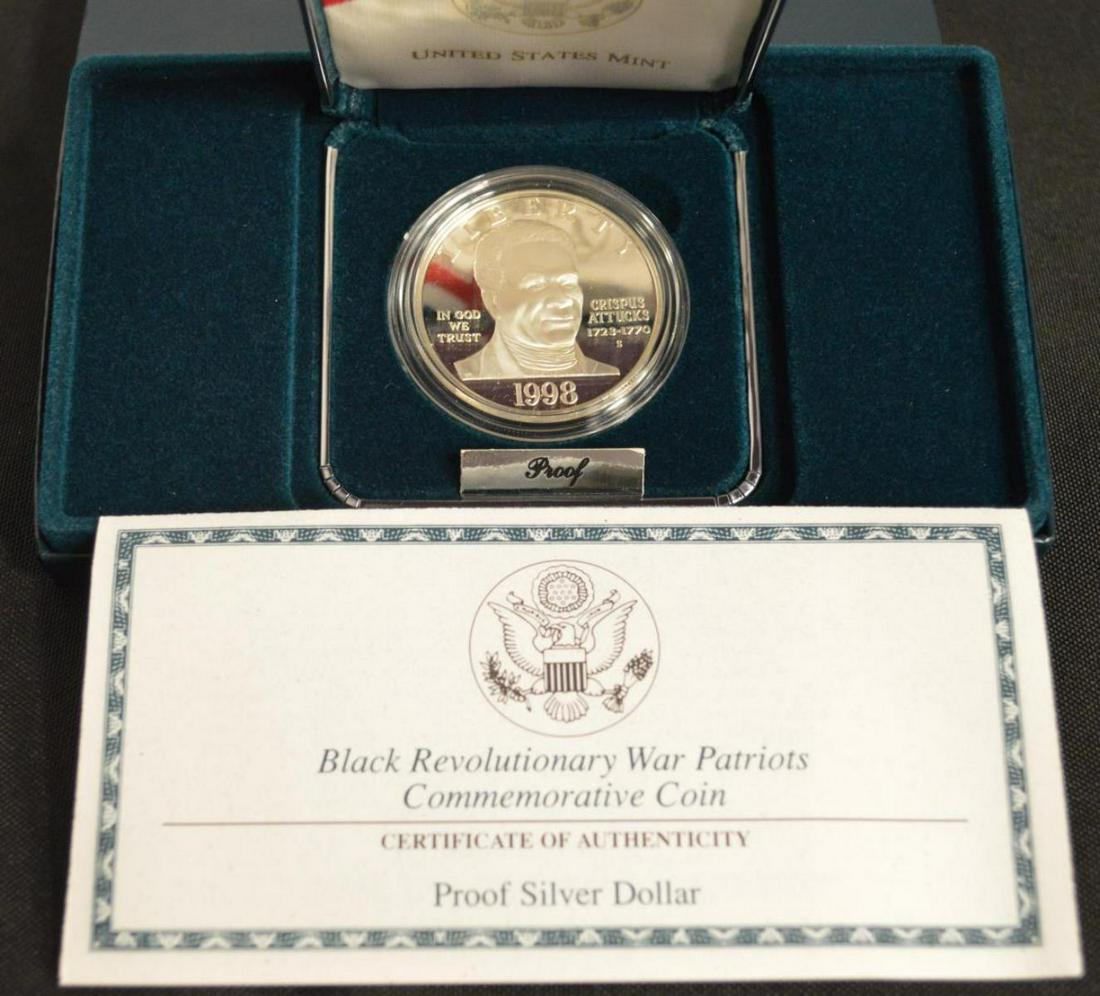 UNITED STATES MINT
LIBERTY
IN GOD
WE
TRUST
CRISPUS
ATTUCKS
1723-1770
S
1998
Proof
Black Revolutionary War Patriots
Commemorative Coin
CERTIFICATE OF AUTHENTICITY
Proof Silver Dollar